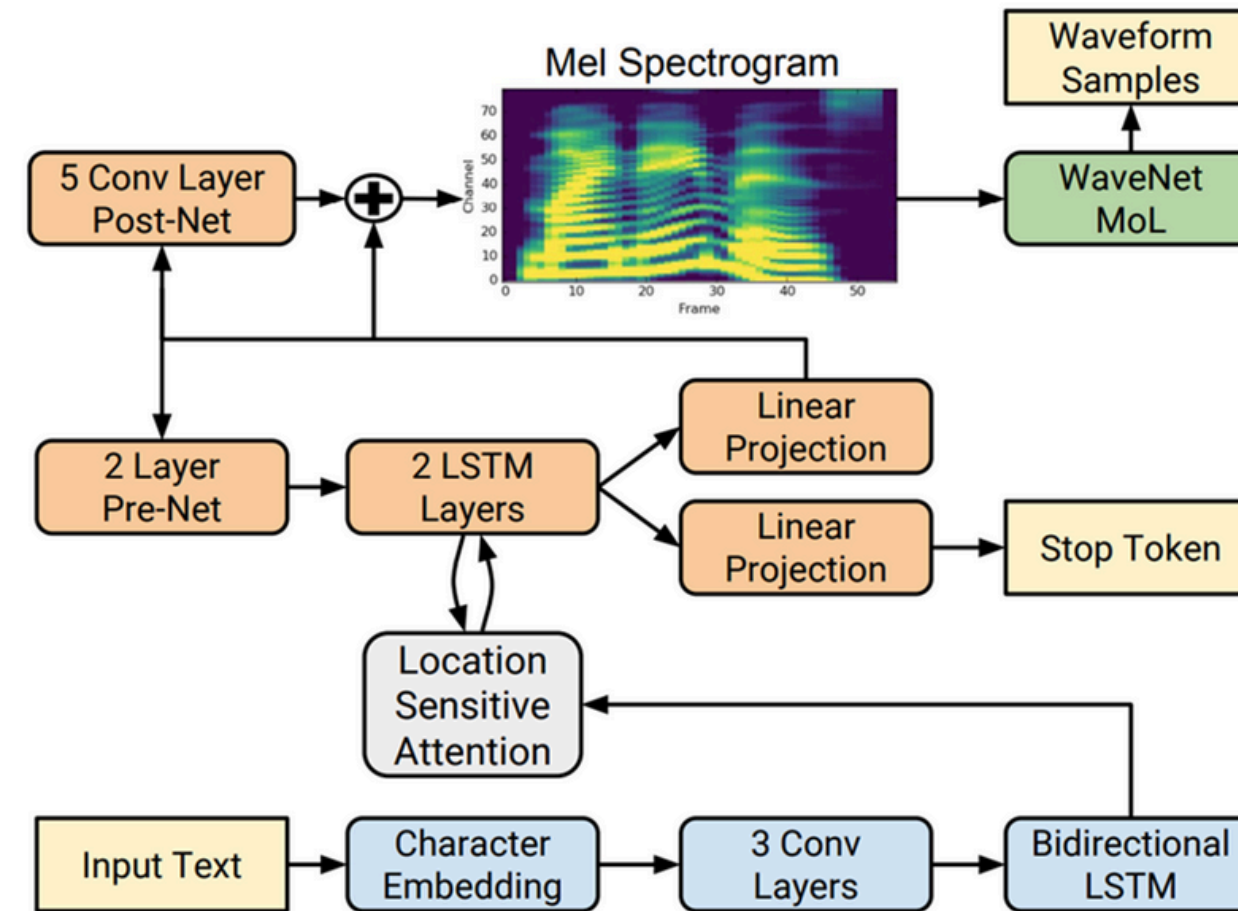 Mel Spectrogram
Waveform
Samples
5 Conv Layer
Post-Net
WaveNet
MoL
Channel
70
60
50
40
30
20
10
0
0 10 20 30 40 50
Frame
Linear
Projection
2 Layer
Pre-Net
2 LSTM
Layers
Linear
Projection
Stop Token
Location
Sensitive
Attention
Input Text
Character
Embedding
3 Conv
Layers
Bidirectional
LSTM